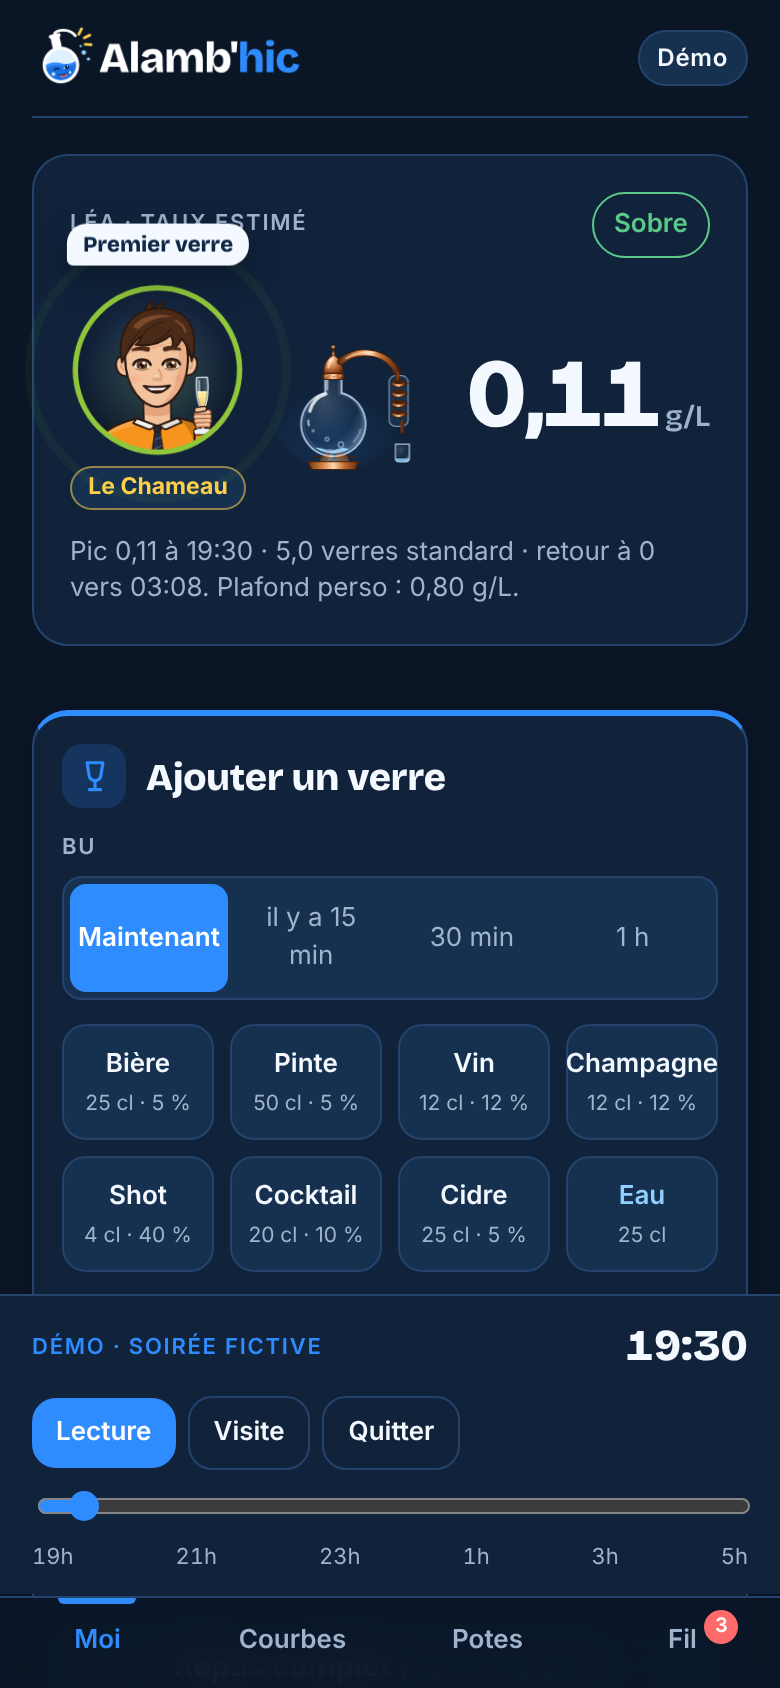 Alamb'hic
Démo
LÉA · TAUX ESTIMÉ
Sobre
Premier verre
0,11 g/L
Le Chameau
Pic 0,11 à 19:30 · 5,0 verres standard · retour à 0
vers 03:08. Plafond perso : 0,80 g/L.
Ajouter un verre
BU
Maintenant
il y a 15
min
30 min
1 h
Bière
25 cl · 5 %
Pinte
50 cl · 5 %
Vin
12 cl · 12 %
Champagne
12 cl · 12 %
Shot
4 cl · 40 %
Cocktail
20 cl · 10 %
Cidre
25 cl · 5 %
Eau
25 cl
DÉMO · SOIRÉE FICTIVE
19:30
Lecture
Visite
Quitter
19h 21h 23h 1h 3h 5h
Moi
Courbes
Potes
Fil
3
Repas complet